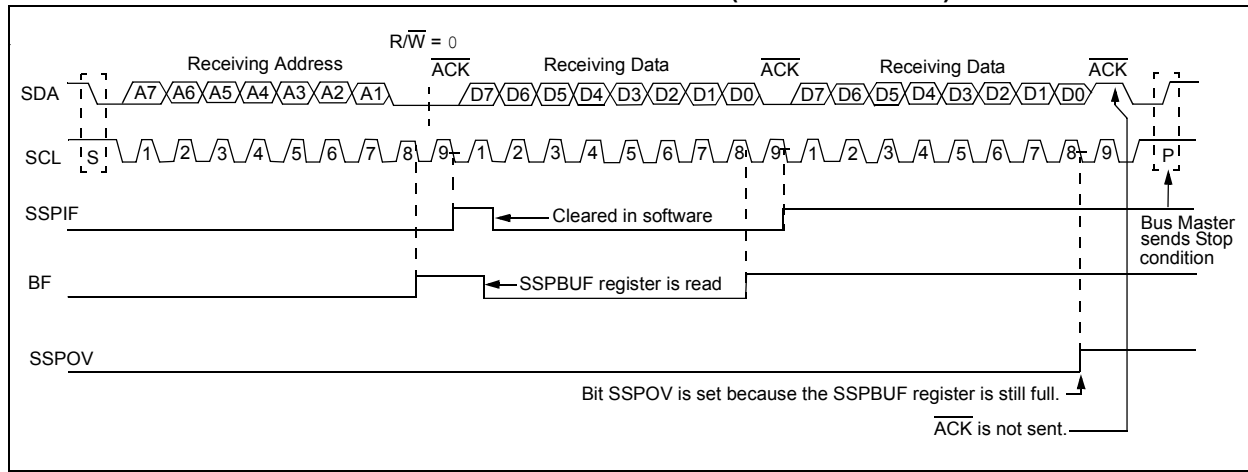 R/W = 0
Receiving Address ACK Receiving Data ACK Receiving Data ACK
SDA A7 A6 A5 A4 A3 A2 A1 D7 D6 D5 D4 D3 D2 D1 D0 D7 D6 D5 D4 D3 D2 D1 D0
SCL S 1 2 3 4 5 6 7 8 9 1 2 3 4 5 6 7 8 9 1 2 3 4 5 6 7 8 9 P
SSPIF Cleared in software
Bus Master
sends Stop
condition
BF SSPBUF register is read
SSPOV
Bit SSPOV is set because the SSPBUF register is still full.
ACK is not sent.